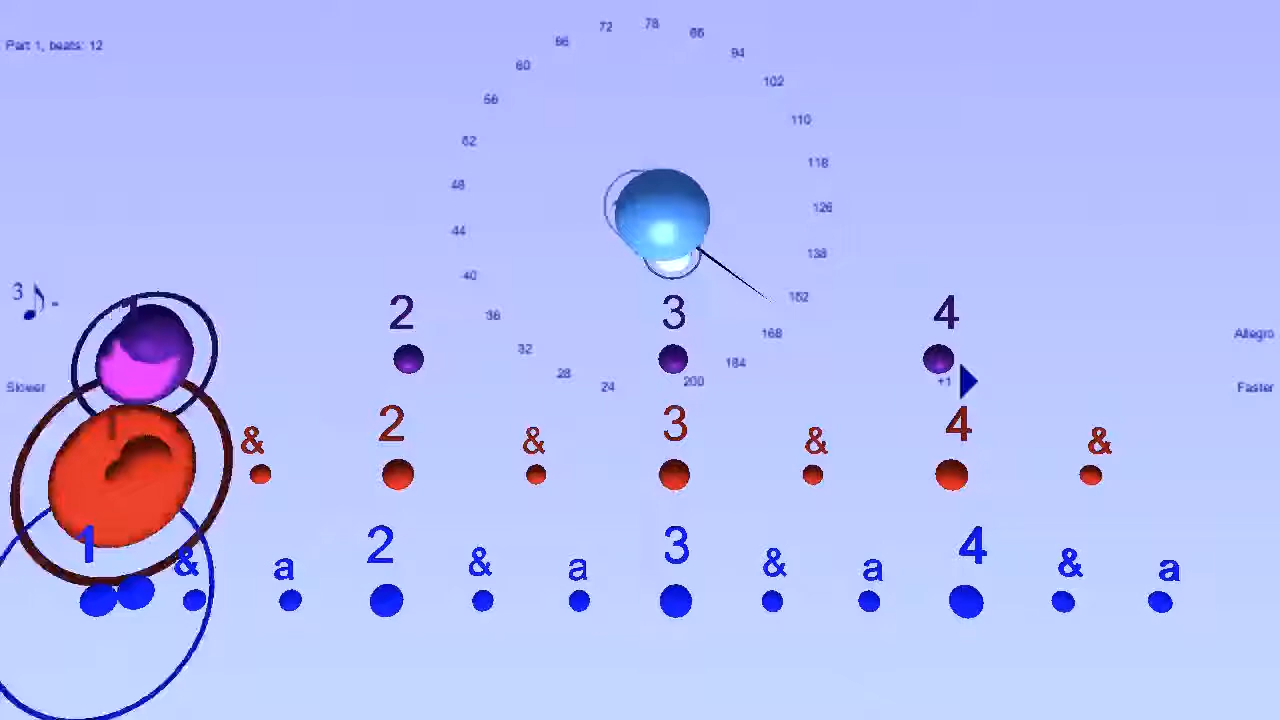 Part 1, beats: 12
72 78 86
66 94
60 102
56 110
52 118
48 126
44 138
40 152
36 168
32 184
28 24 200
3 ♪ =
1 2 3 4
Allegro
Slower +1 Faster
1 & 2 & 3 & 4 &
1 & a 2 & a 3 & a 4 & a